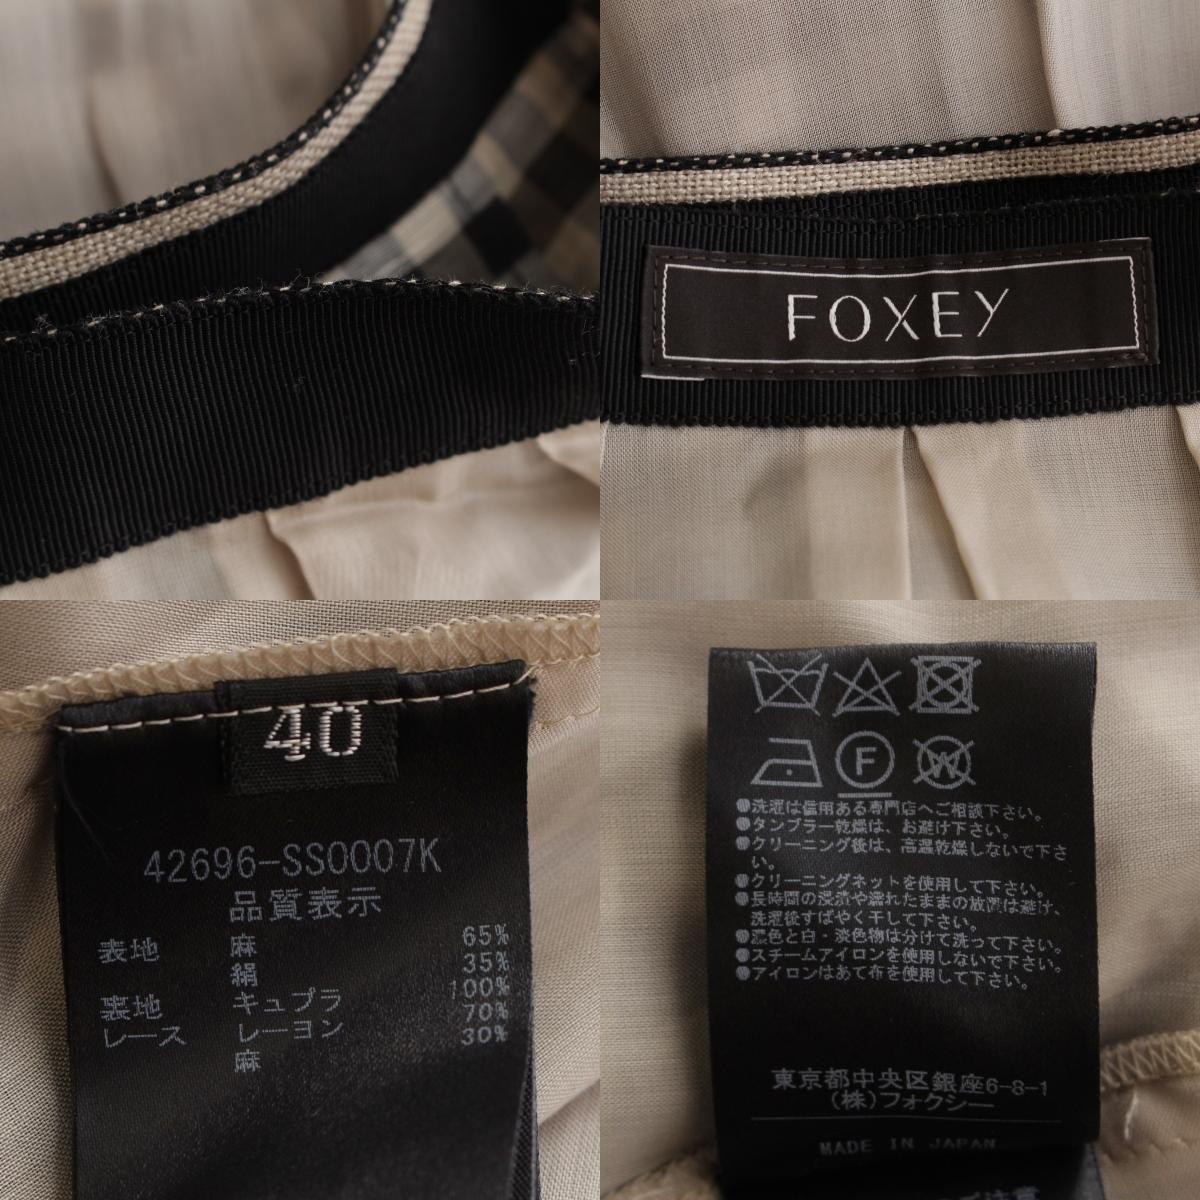 FOXEY
40
42696-SS0007K
品質表示
表地 麻 65%
絹 35%
裏地 キュプラ 100%
レース レーヨン 70%
麻 30%
F
W
●洗濯は信用ある専門店へご相談下さい。
●タンブラー乾燥は、お避け下さい。
●クリーニング後は、高温乾燥しないで下さ
い。
●クリーニングネットを使用して下さい。
●長時間の浸漬や濡れたままの放置は避け、
洗濯後すばやく干して下さい。
●濃色と白・淡色物は分けて洗って下さい。
●スチームアイロンを使用しないで下さい。
●アイロンはあて布を使用して下さい。
東京都中央区銀座6-8-1
(株)フォクシー
MADE IN JAPAN